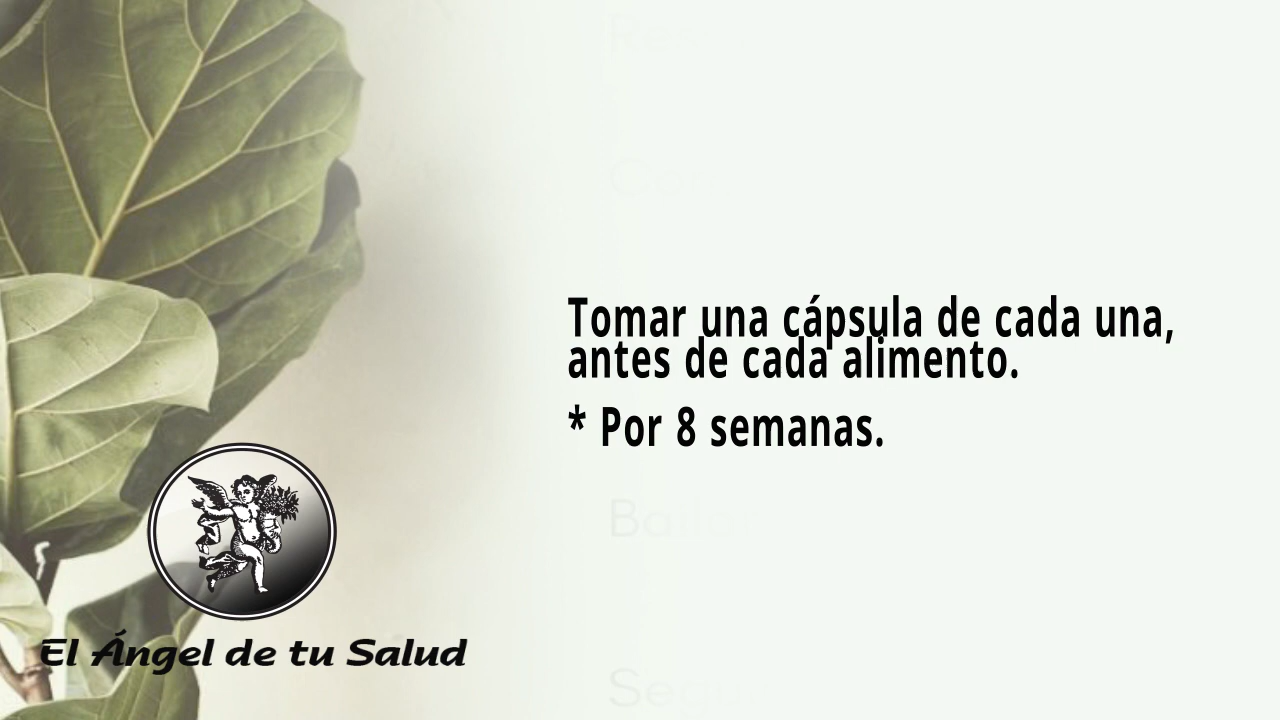 Tomar una cápsula de cada una,
antes de cada alimento.
* Por 8 semanas.
El Ángel de tu Salud